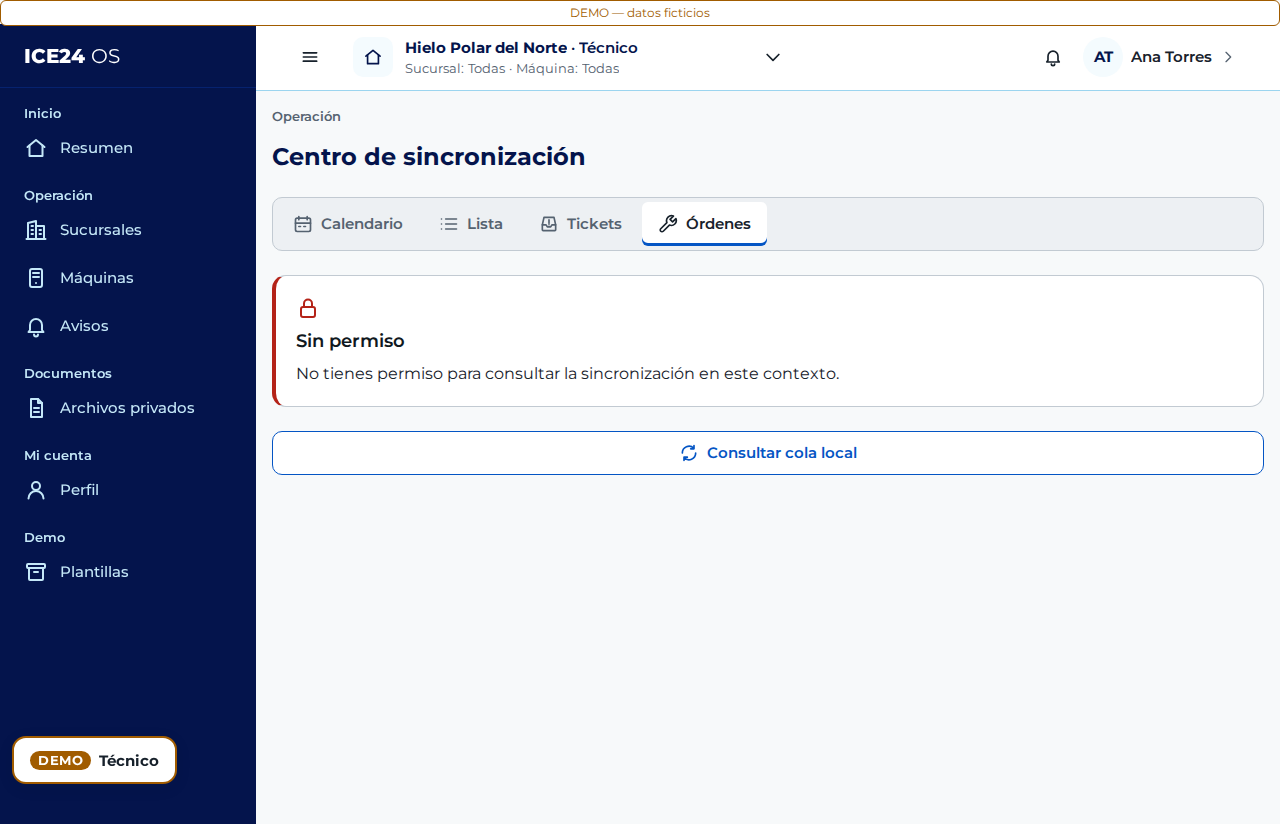 DEMO — datos ficticios
ICE24 OS
Hielo Polar del Norte · Técnico
Sucursal: Todas · Máquina: Todas
AT
Ana Torres
Inicio
Resumen
Operación
Sucursales
Máquinas
Avisos
Documentos
Archivos privados
Mi cuenta
Perfil
Demo
Plantillas
DEMO Técnico
Operación
Centro de sincronización
Calendario
Lista
Tickets
Órdenes
Sin permiso
No tienes permiso para consultar la sincronización en este contexto.
Consultar cola local